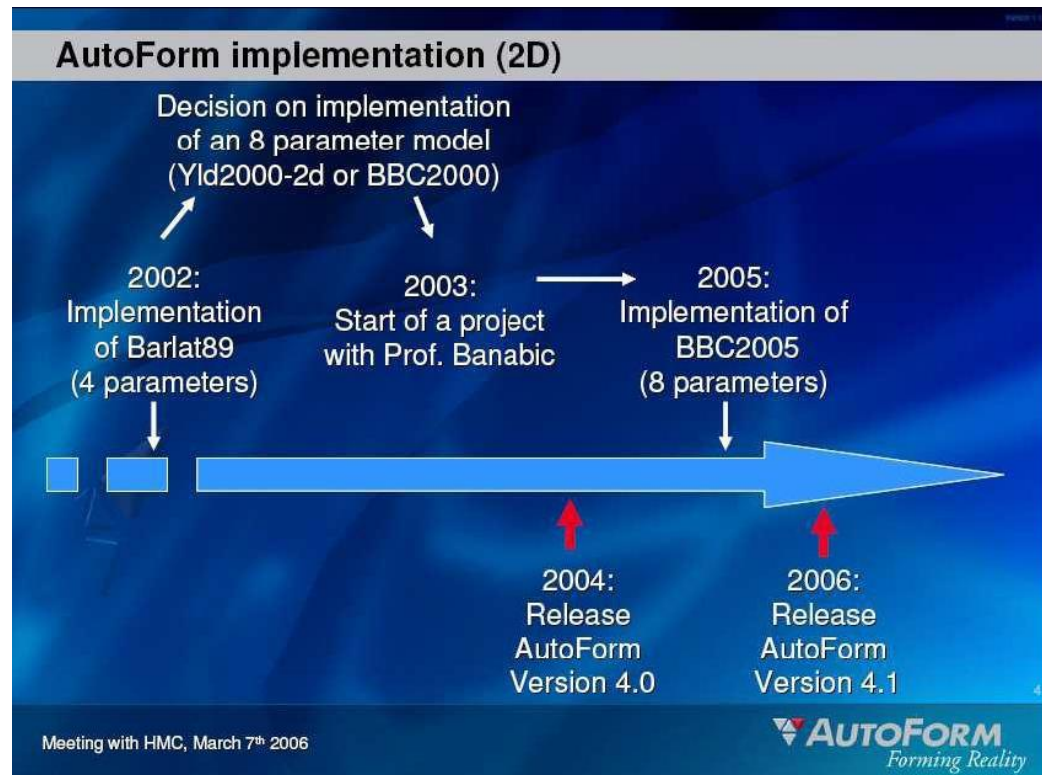 AutoForm implementation (2D)
Decision on implementation
of an 8 parameter model
(Yld2000-2d or BBC2000)
2002:
Implementation
of Barlat89
(4 parameters)
2003:
Start of a project
with Prof. Banabic
2005:
Implementation of
BBC2005
(8 parameters)
2004:
Release
AutoForm
Version 4.0
2006:
Release
AutoForm
Version 4.1
4
Meeting with HMC, March 7th 2006
AUTOFORM
Forming Reality